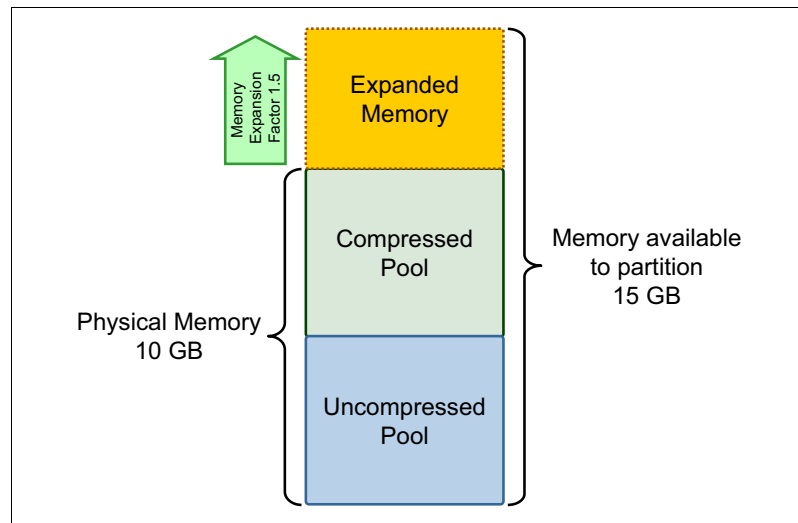 Memory
Expansion
Factor 1.5
Expanded
Memory
Compressed
Pool
Memory available
to partition
15 GB
Physical Memory
10 GB
Uncompressed
Pool